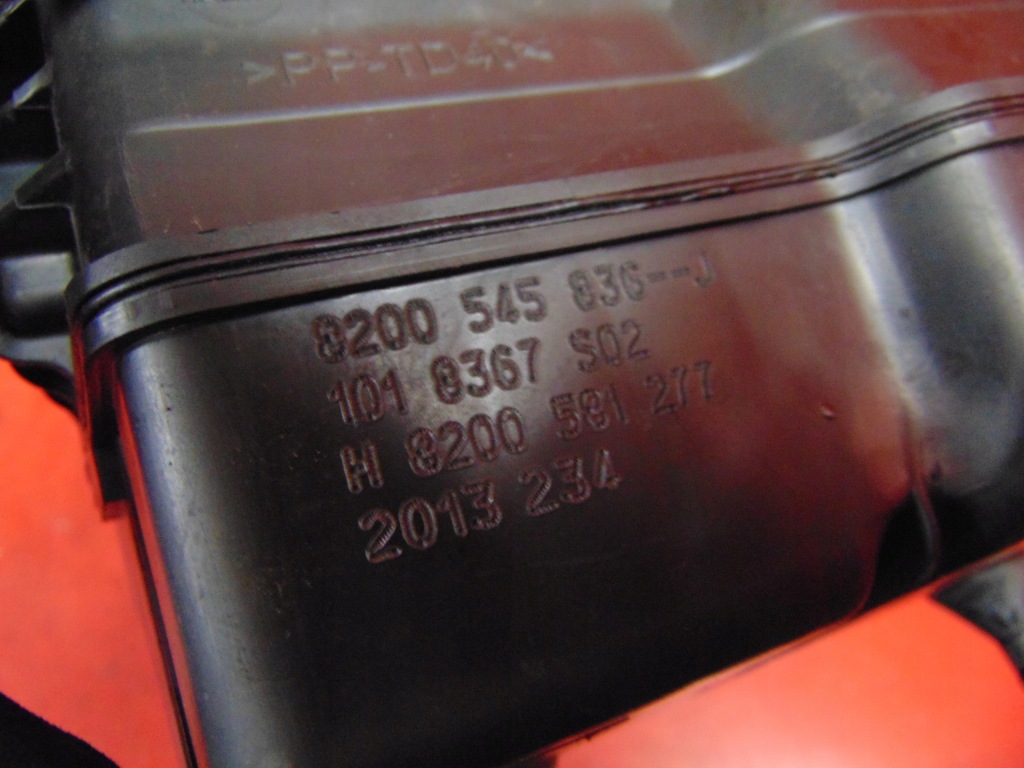 >PP-TD40<
8200 545 836--J
101 8367 S02
H 8200 581 277
2013 234